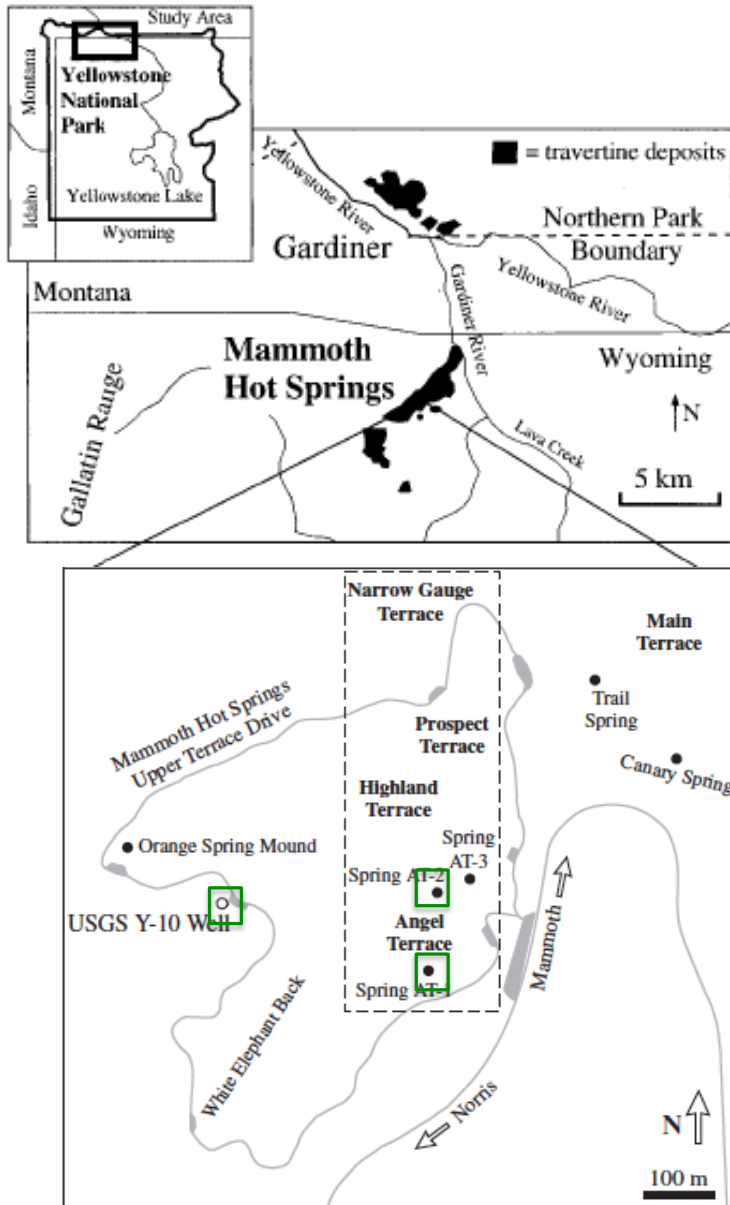 Study Area
Montana
Yellowstone
National
Park
Yellowstone Lake
Idaho
Wyoming
= travertine deposits
Yellowstone River
Northern Park
Boundary
Gardiner
Yellowstone River
Gardiner River
Montana
Wyoming
Mammoth
Hot Springs
Gallatin Range
N
Lava Creek
5 km
Narrow Gauge
Terrace
Main
Terrace
Trail
Spring
Mammoth Hot Springs
Upper Terrace Drive
Prospect
Terrace
Canary Spring
Highland
Terrace
Orange Spring Mound
Spring
AT-3
Spring AT-2
USGS Y-10 Well
Angel
Terrace
Spring AT-1
Mammoth
White Elephant Back
Norris
N
100 m